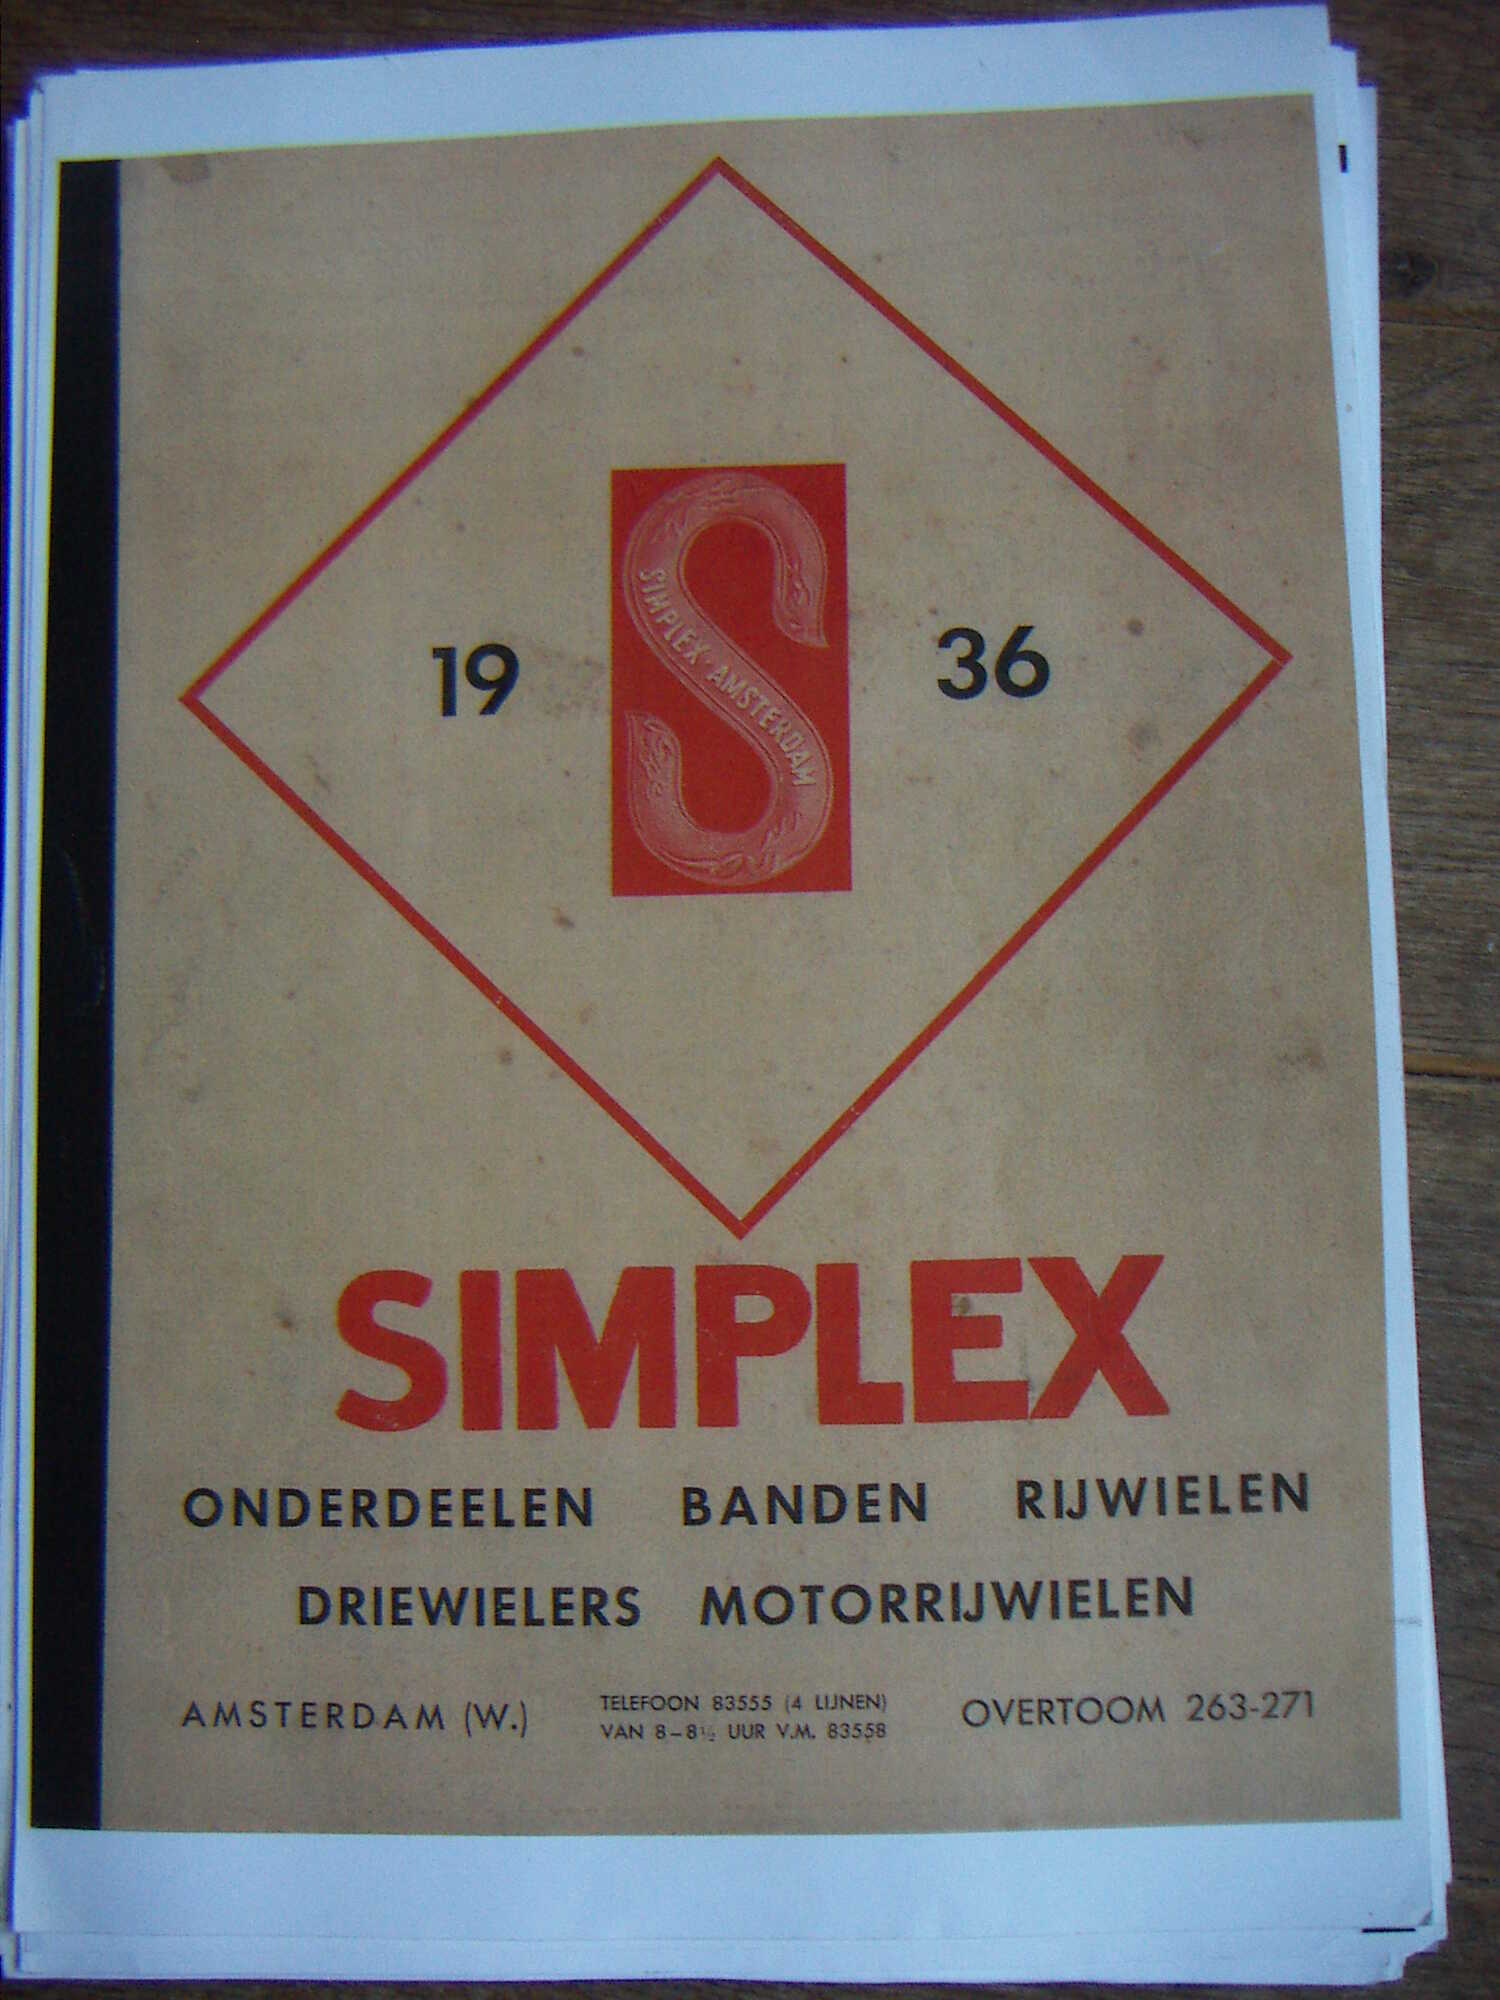 19 36
SIMPLEX · AMSTERDAM
SIMPLEX
ONDERDEELEN BANDEN RIJWIELEN
DRIEWIELERS MOTORRIJWIELEN
AMSTERDAM (W.)
TELEFOON 83555 (4 LIJNEN)
VAN 8–8½ UUR V.M. 83558
OVERTOOM 263-271